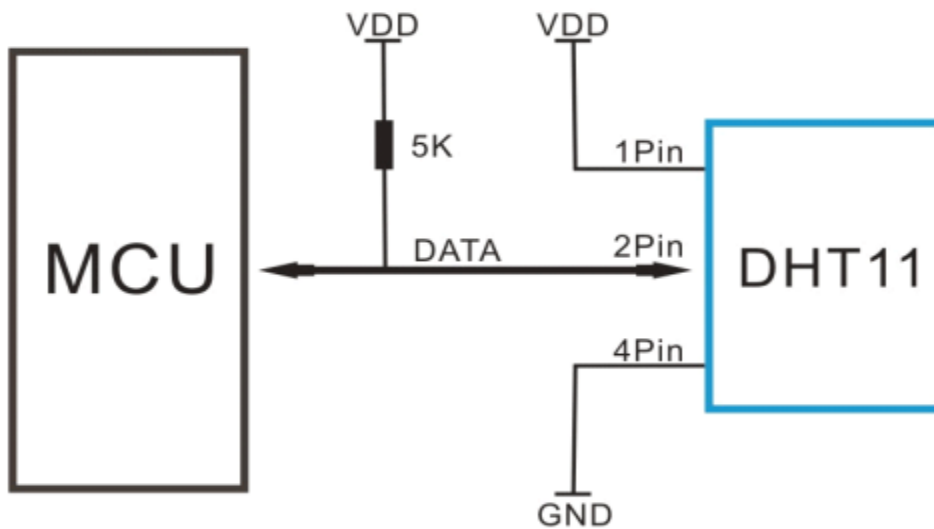 VDD
VDD
5K
1Pin
MCU
DATA
2Pin
DHT11
4Pin
GND